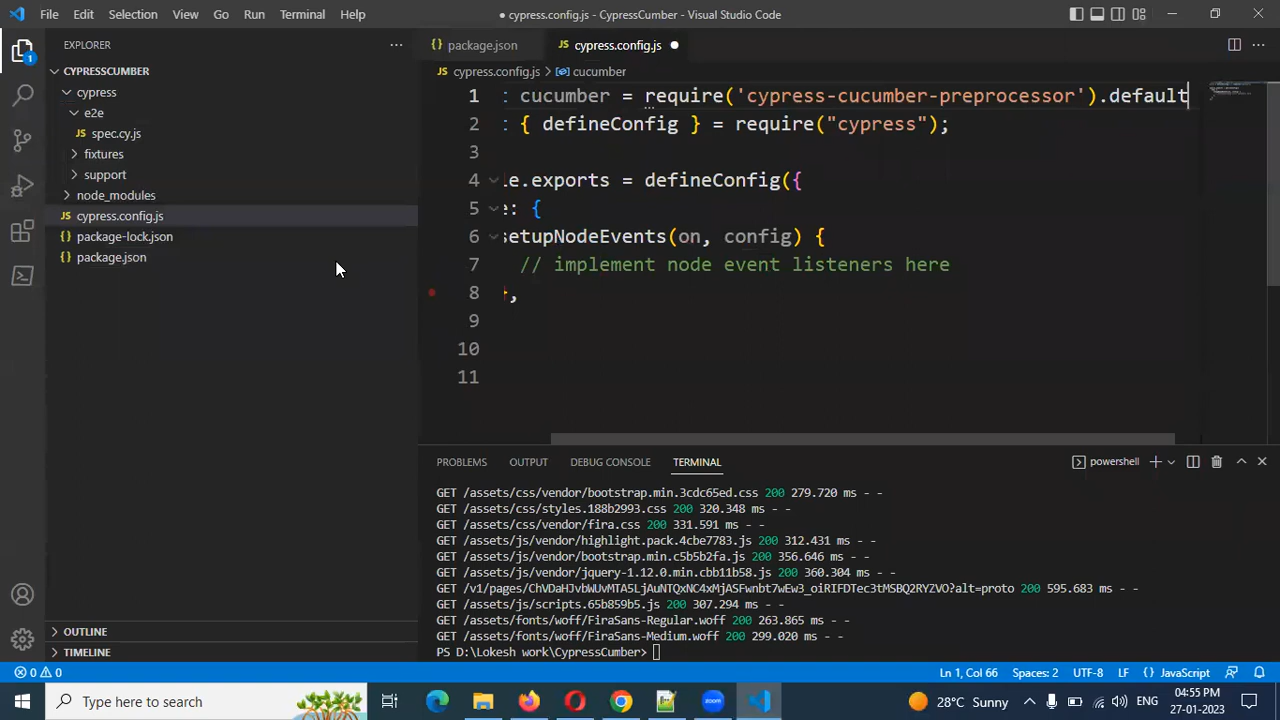 File Edit Selection View Go Run Terminal Help
● cypress.config.js - CypressCumber - Visual Studio Code
EXPLORER
CYPRESSCUMBER
cypress
e2e
spec.cy.js
fixtures
support
node_modules
JS cypress.config.js
{} package-lock.json
{} package.json
OUTLINE
TIMELINE
{} package.json
JS cypress.config.js ●
JS cypress.config.js > cucumber
1 : cucumber = require('cypress-cucumber-preprocessor').default
2 : { defineConfig } = require("cypress");
3
4 le.exports = defineConfig({
5 e: {
6 setupNodeEvents(on, config) {
7 // implement node event listeners here
8 },
9
10
11
PROBLEMS OUTPUT DEBUG CONSOLE TERMINAL
powershell
GET /assets/css/vendor/bootstrap.min.3cdc65ed.css 200 279.720 ms - -
GET /assets/css/styles.188b2993.css 200 320.348 ms - -
GET /assets/css/vendor/fira.css 200 331.591 ms - -
GET /assets/js/vendor/highlight.pack.4cbe7783.js 200 312.431 ms - -
GET /assets/js/vendor/bootstrap.min.c5b5b2fa.js 200 356.646 ms - -
GET /assets/js/vendor/jquery-1.12.0.min.cbb11b58.js 200 360.304 ms - -
GET /assets/js/scripts.65b859b5.js 200 307.294 ms - -
GET /assets/fonts/woff/FiraSans-Regular.woff 200 263.865 ms - -
GET /assets/fonts/woff/FiraSans-Medium.woff 200 299.020 ms - -
PS D:\Lokesh work\CypressCumber>
0 0
Ln 1, Col 66 Spaces: 2 UTF-8 LF {} JavaScript
Type here to search
28°C Sunny
ENG
04:55 PM
27-01-2023
1